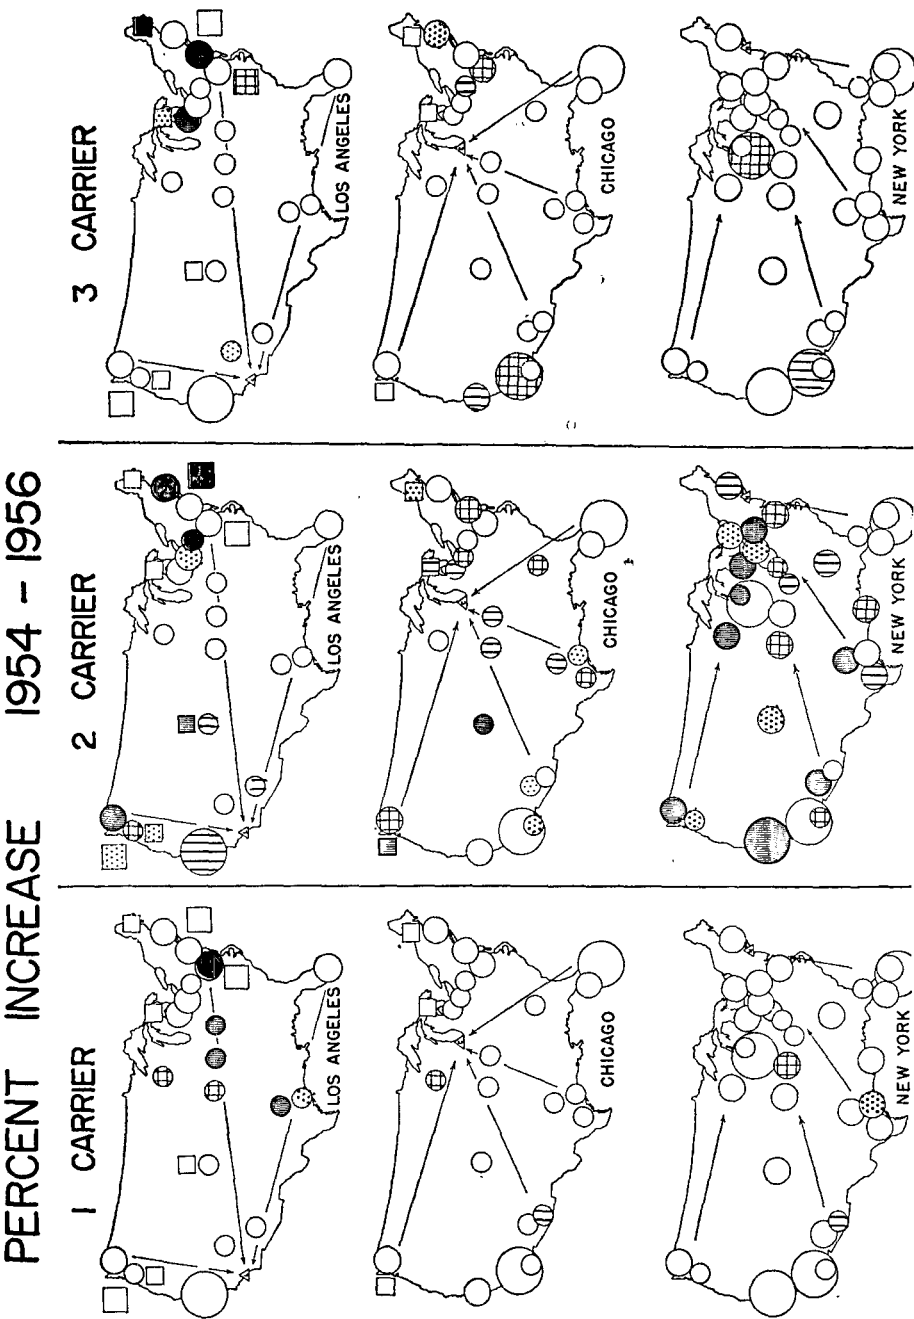 PERCENT INCREASE 1954 – 1956
1 CARRIER
2 CARRIER
3 CARRIER
LOS ANGELES
LOS ANGELES
LOS ANGELES
CHICAGO
CHICAGO
CHICAGO
NEW YORK
NEW YORK
NEW YORK